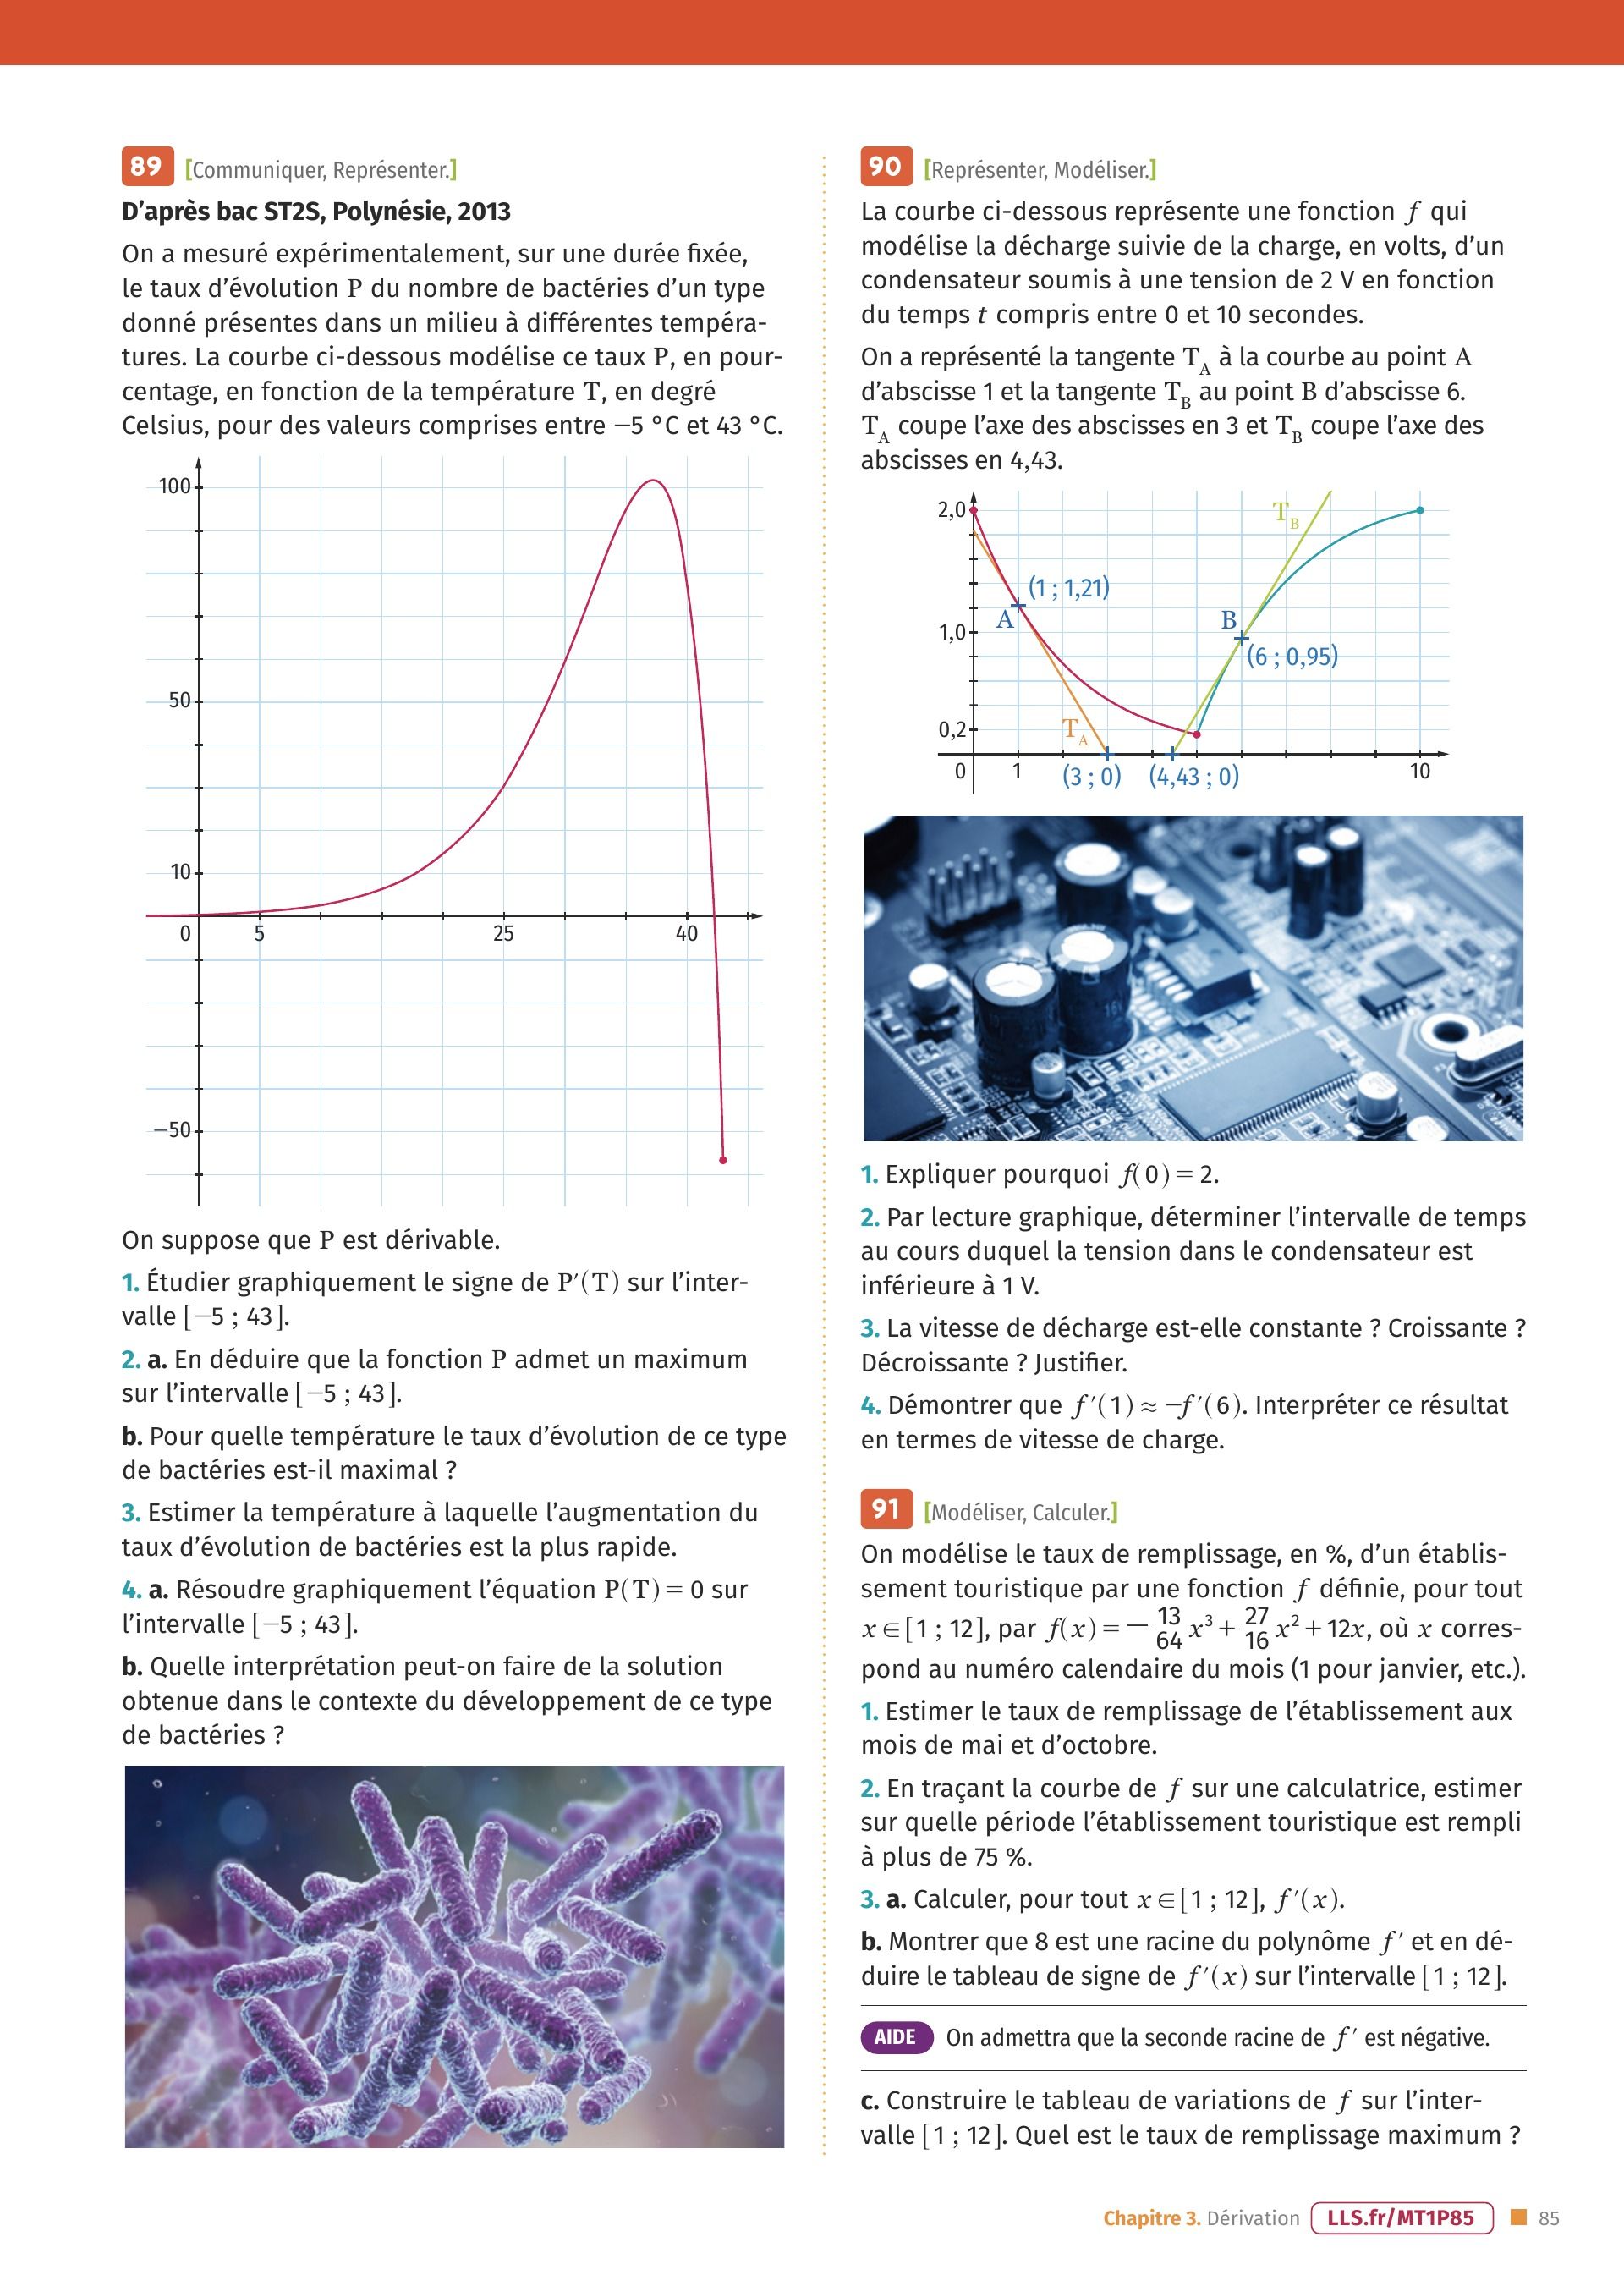 89 [Communiquer, Représenter.]
D’après bac ST2S, Polynésie, 2013
On a mesuré expérimentalement, sur une durée fixée,
le taux d’évolution P du nombre de bactéries d’un type
donné présentes dans un milieu à différentes tempéra-
tures. La courbe ci-dessous modélise ce taux P, en pour-
centage, en fonction de la température T, en degré
Celsius, pour des valeurs comprises entre −5 °C et 43 °C.
100
50
10
0 5 25 40
−50
On suppose que P est dérivable.
1. Étudier graphiquement le signe de P′(T) sur l’inter-
valle [−5 ; 43].
2. a. En déduire que la fonction P admet un maximum
sur l’intervalle [−5 ; 43].
b. Pour quelle température le taux d’évolution de ce type
de bactéries est-il maximal ?
3. Estimer la température à laquelle l’augmentation du
taux d’évolution de bactéries est la plus rapide.
4. a. Résoudre graphiquement l’équation P(T) = 0 sur
l’intervalle [−5 ; 43].
b. Quelle interprétation peut-on faire de la solution
obtenue dans le contexte du développement de ce type
de bactéries ?
90 [Représenter, Modéliser.]
La courbe ci-dessous représente une fonction f qui
modélise la décharge suivie de la charge, en volts, d’un
condensateur soumis à une tension de 2 V en fonction
du temps t compris entre 0 et 10 secondes.
On a représenté la tangente T_A à la courbe au point A
d’abscisse 1 et la tangente T_B au point B d’abscisse 6.
T_A coupe l’axe des abscisses en 3 et T_B coupe l’axe des
abscisses en 4,43.
2,0
T_B
(1 ; 1,21)
A
B
1,0
(6 ; 0,95)
0,2
T_A
0 1 10
(3 ; 0) (4,43 ; 0)
1. Expliquer pourquoi f(0) = 2.
2. Par lecture graphique, déterminer l’intervalle de temps
au cours duquel la tension dans le condensateur est
inférieure à 1 V.
3. La vitesse de décharge est-elle constante ? Croissante ?
Décroissante ? Justifier.
4. Démontrer que f′(1) ≈ −f′(6). Interpréter ce résultat
en termes de vitesse de charge.
91 [Modéliser, Calculer.]
On modélise le taux de remplissage, en %, d’un établis-
sement touristique par une fonction f définie, pour tout
x ∈ [1 ; 12], par f(x) = −13/64 x³ + 27/16 x² + 12x, où x corres-
pond au numéro calendaire du mois (1 pour janvier, etc.).
1. Estimer le taux de remplissage de l’établissement aux
mois de mai et d’octobre.
2. En traçant la courbe de f sur une calculatrice, estimer
sur quelle période l’établissement touristique est rempli
à plus de 75 %.
3. a. Calculer, pour tout x ∈ [1 ; 12], f′(x).
b. Montrer que 8 est une racine du polynôme f′ et en dé-
duire le tableau de signe de f′(x) sur l’intervalle [1 ; 12].
AIDE On admettra que la seconde racine de f′ est négative.
c. Construire le tableau de variations de f sur l’inter-
valle [1 ; 12]. Quel est le taux de remplissage maximum ?
Chapitre 3. Dérivation LLS.fr/MT1P85 85